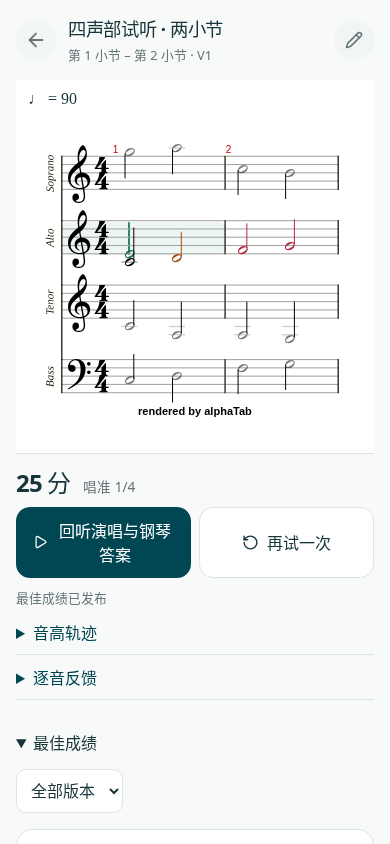 四声部试听 · 两小节
第 1 小节 – 第 2 小节 · V1
♩ = 90
1
2
Soprano
Alto
Tenor
Bass
rendered by alphaTab
25 分 唱准 1/4
回听演唱与钢琴
答案
再试一次
最佳成绩已发布
音高轨迹
逐音反馈
最佳成绩
全部版本